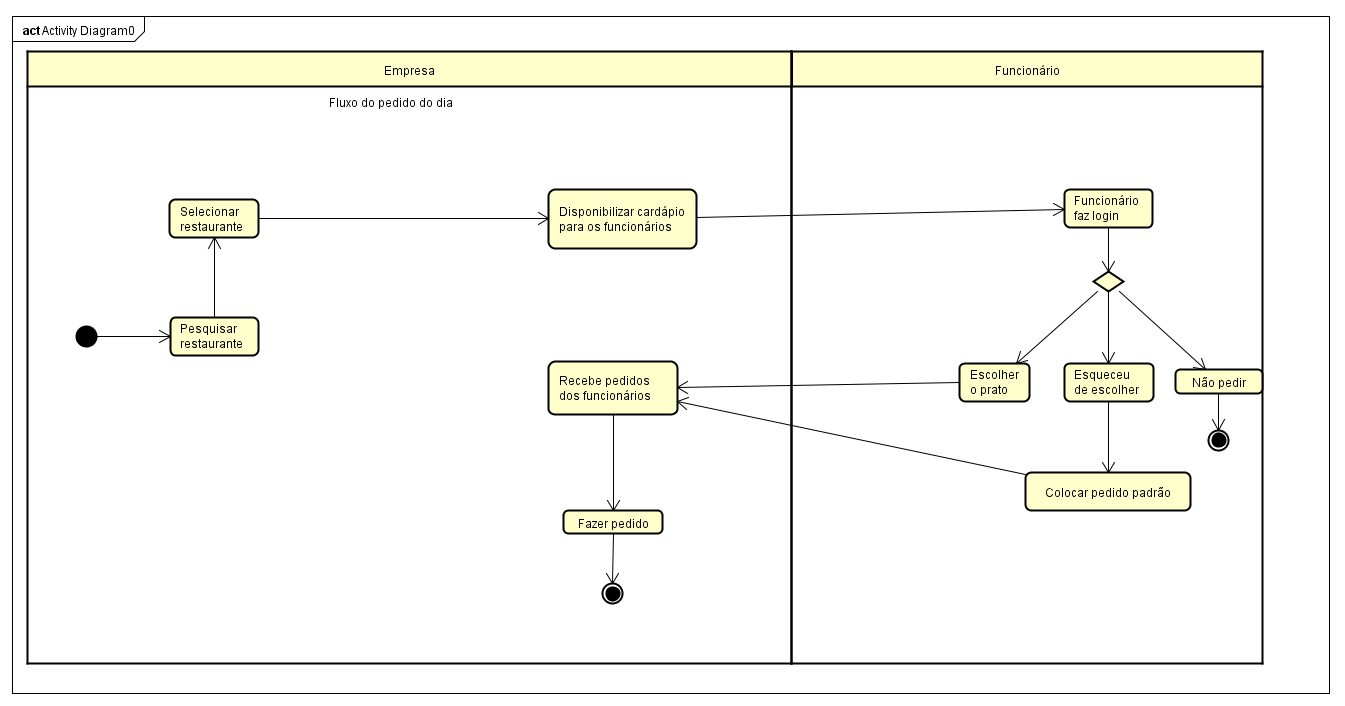 act Activity Diagram0
Empresa
Funcionário
Fluxo do pedido do dia
Selecionar
restaurante
Disponibilizar cardápio
para os funcionários
Funcionário
faz login
Pesquisar
restaurante
Recebe pedidos
dos funcionários
Escolher
o prato
Esqueceu
de escolher
Não pedir
Colocar pedido padrão
Fazer pedido